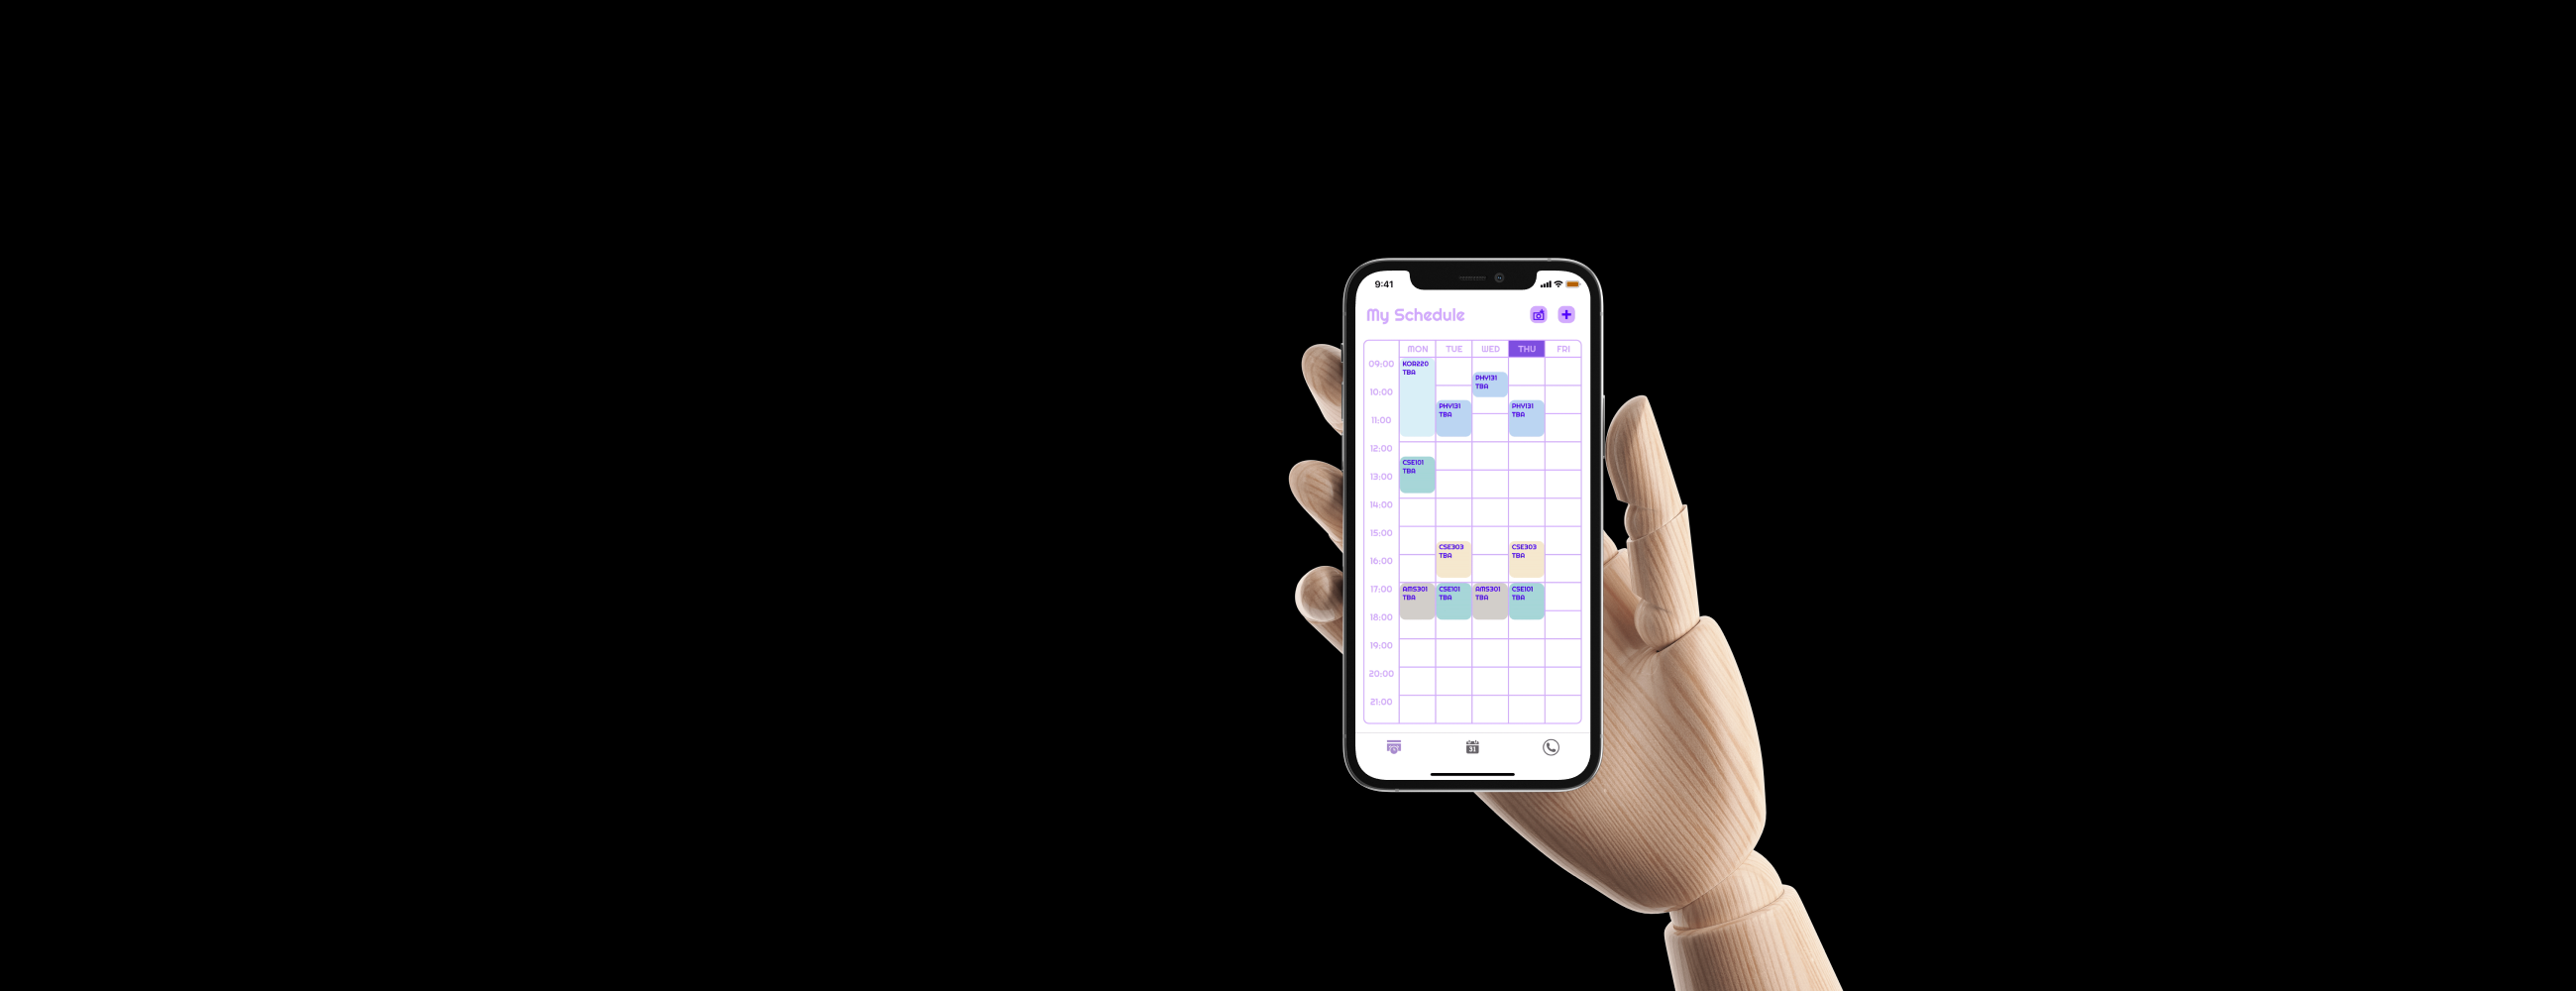 9:41
My Schedule
MON TUE WED THU FRI
09:00
KOR220
TBA
PHY131
TBA
10:00
PHY131
TBA
PHY131
TBA
11:00
12:00
CSE101
TBA
13:00
14:00
15:00
CSE303
TBA
CSE303
TBA
16:00
17:00
AMS301
TBA
CSE101
TBA
AMS301
TBA
CSE101
TBA
18:00
19:00
20:00
21:00
31